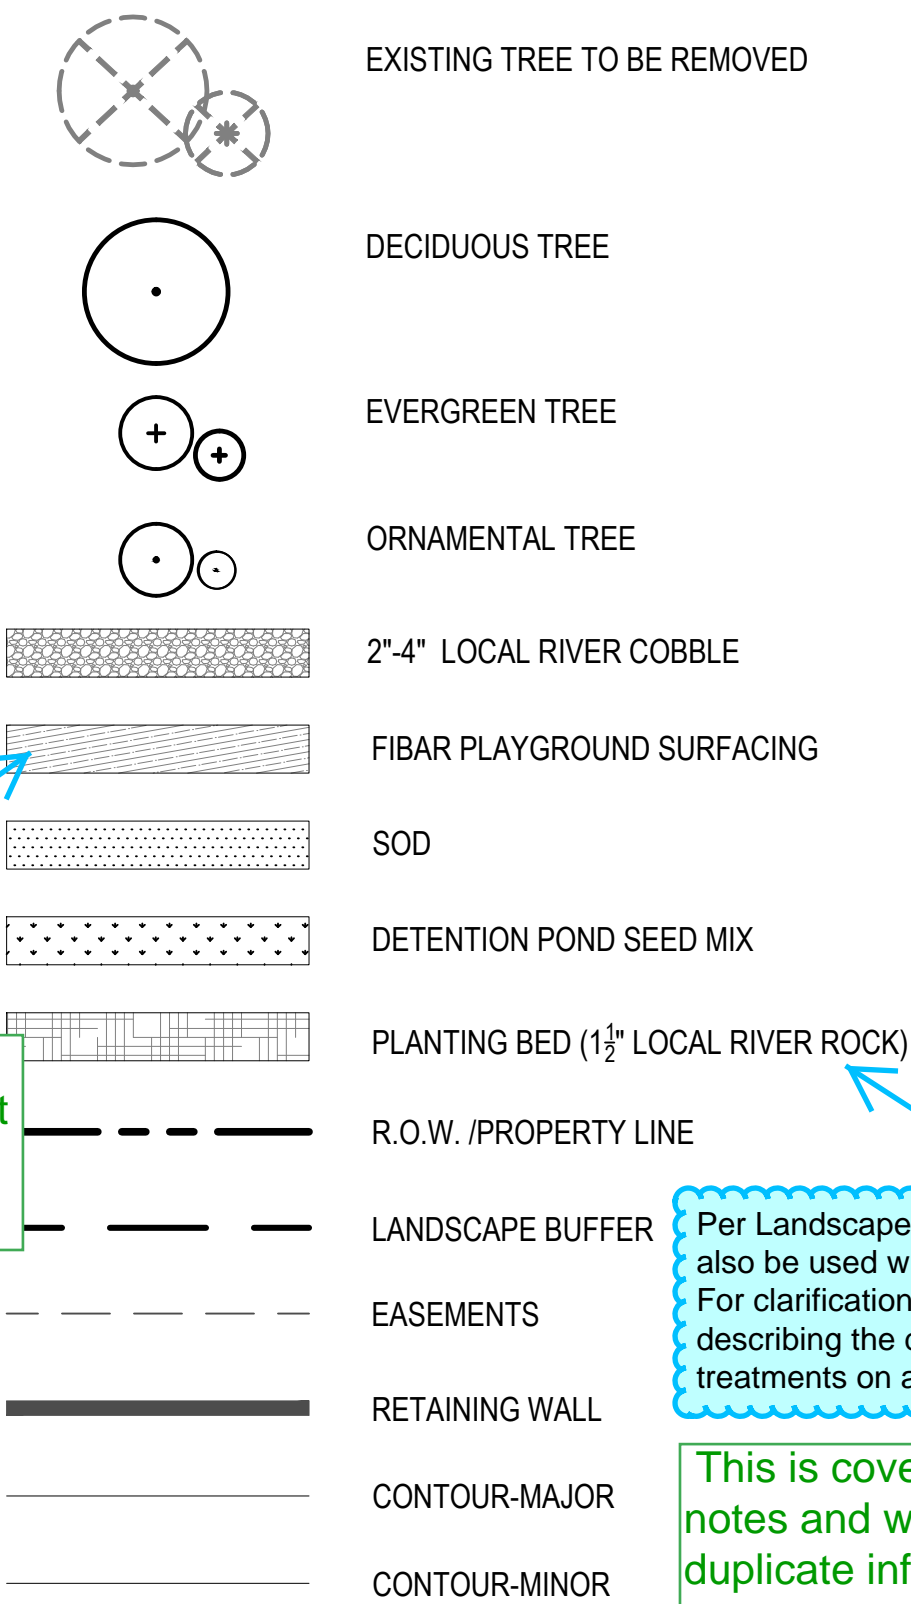 EXISTING TREE TO BE REMOVED
DECIDUOUS TREE
EVERGREEN TREE
ORNAMENTAL TREE
2"-4" LOCAL RIVER COBBLE
FIBAR PLAYGROUND SURFACING
SOD
DETENTION POND SEED MIX
PLANTING BED (1½" LOCAL RIVER ROCK)
R.O.W. /PROPERTY LINE
LANDSCAPE BUFFER
EASEMENTS
RETAINING WALL
CONTOUR-MAJOR
CONTOUR-MINOR
Per Landscape
also be used w
For clarification
describing the
treatments on a
This is cove
notes and w
duplicate inf